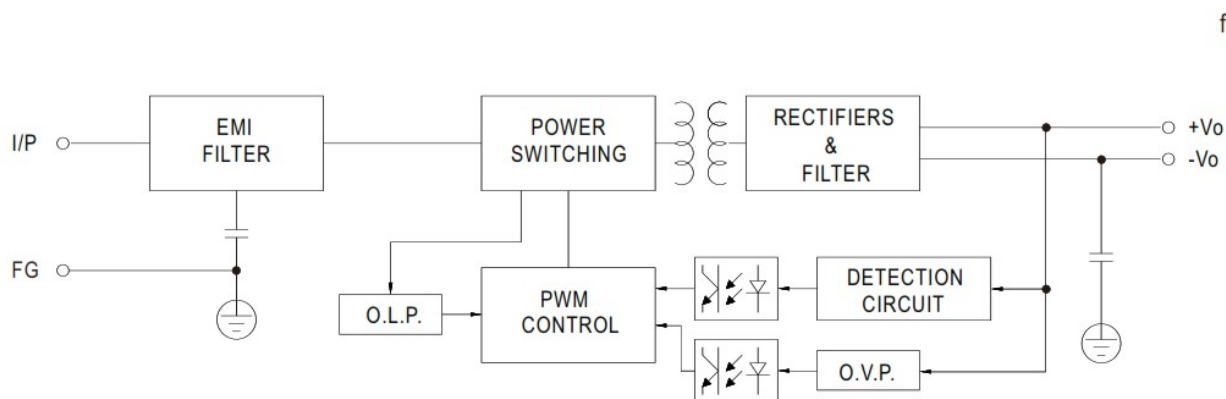 f
I/P
EMI
FILTER
POWER
SWITCHING
RECTIFIERS
&
FILTER
+Vo
-Vo
FG
O.L.P.
PWM
CONTROL
DETECTION
CIRCUIT
O.V.P.